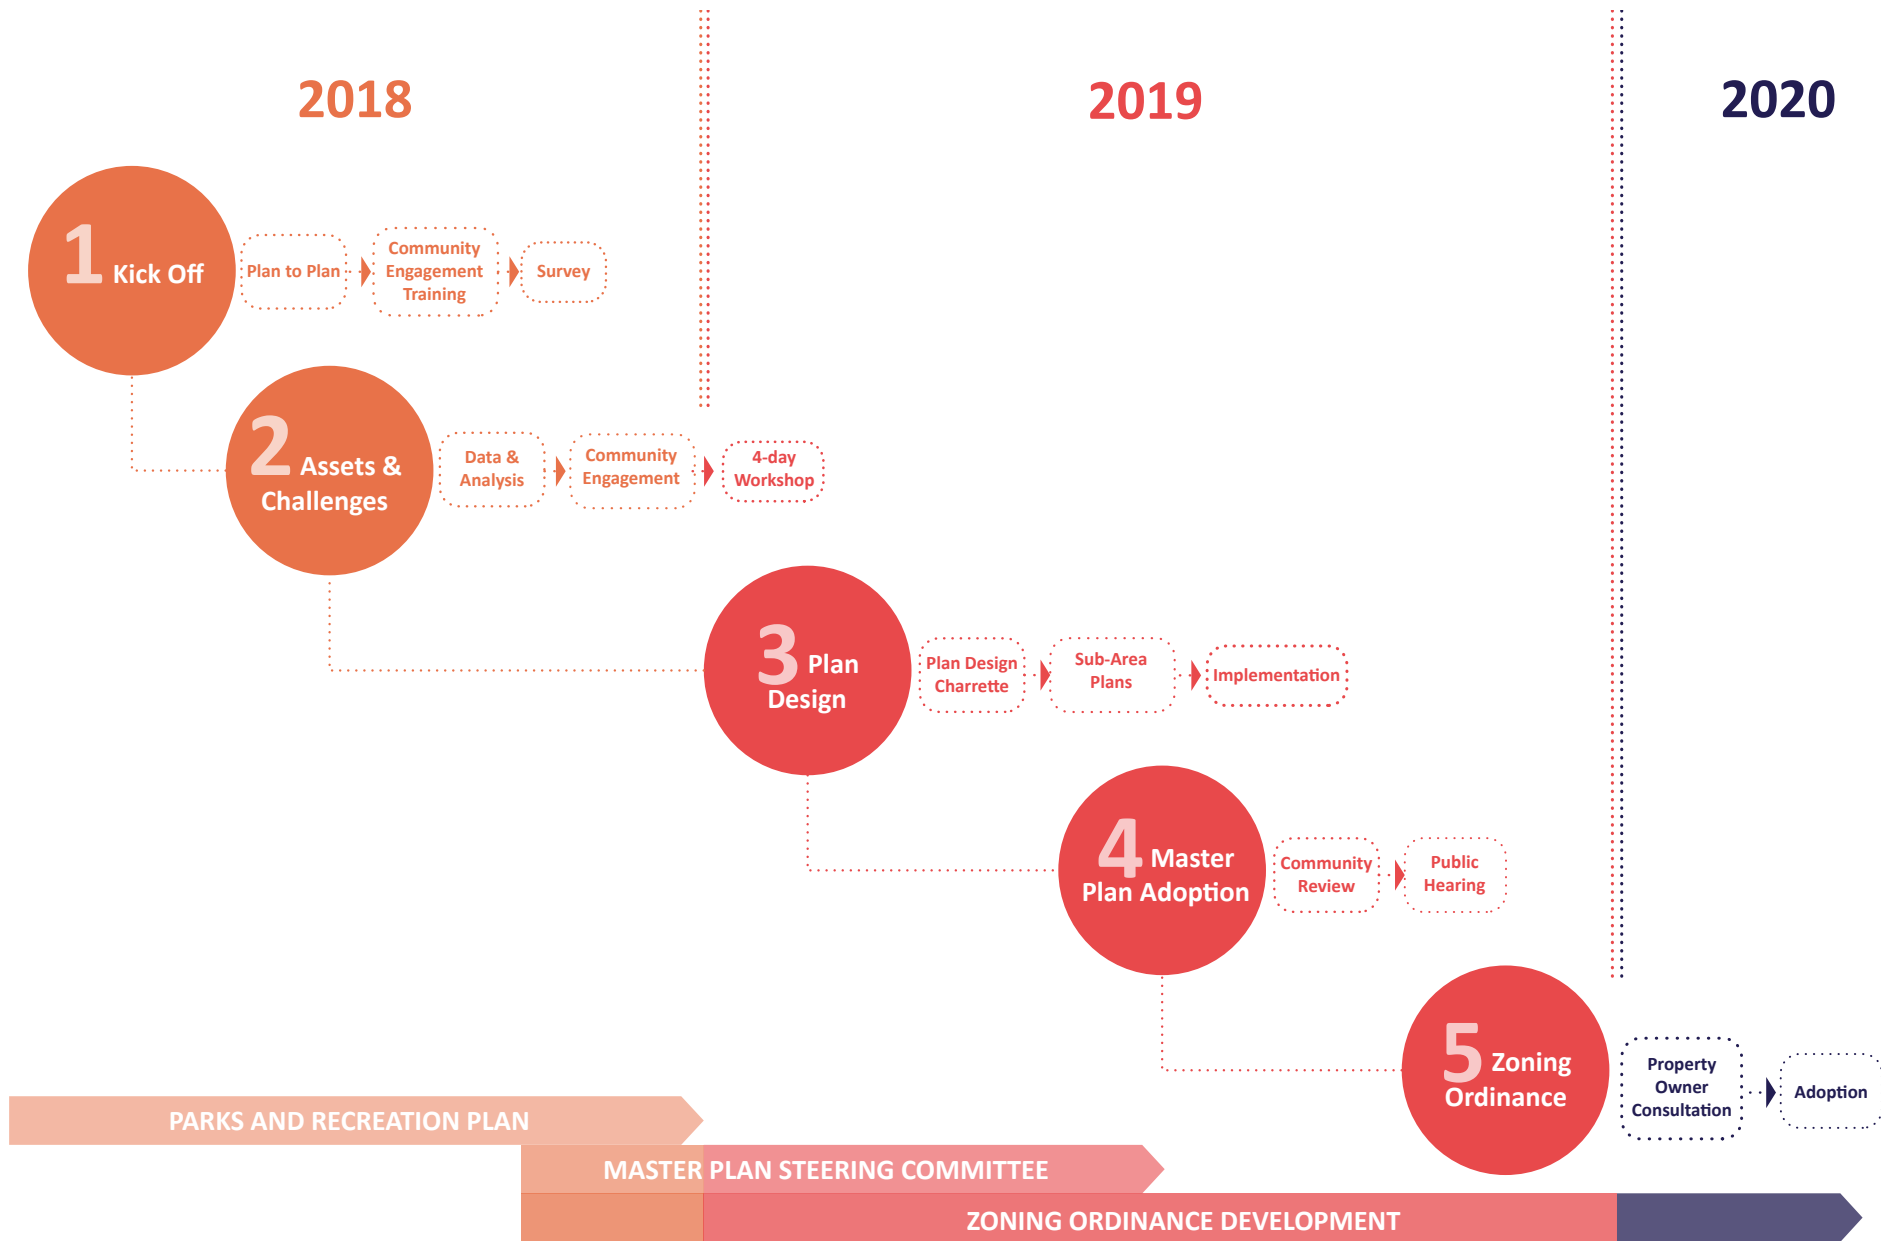 2018
2019
2020
1 Kick Off
Plan to Plan
Community
Engagement
Training
Survey
2 Assets &
Challenges
Data &
Analysis
Community
Engagement
4-day
Workshop
3 Plan
Design
Plan Design
Charrette
Sub-Area
Plans
Implementation
4 Master
Plan Adoption
Community
Review
Public
Hearing
5 Zoning
Ordinance
Property
Owner
Consultation
Adoption
PARKS AND RECREATION PLAN
MASTER PLAN STEERING COMMITTEE
ZONING ORDINANCE DEVELOPMENT